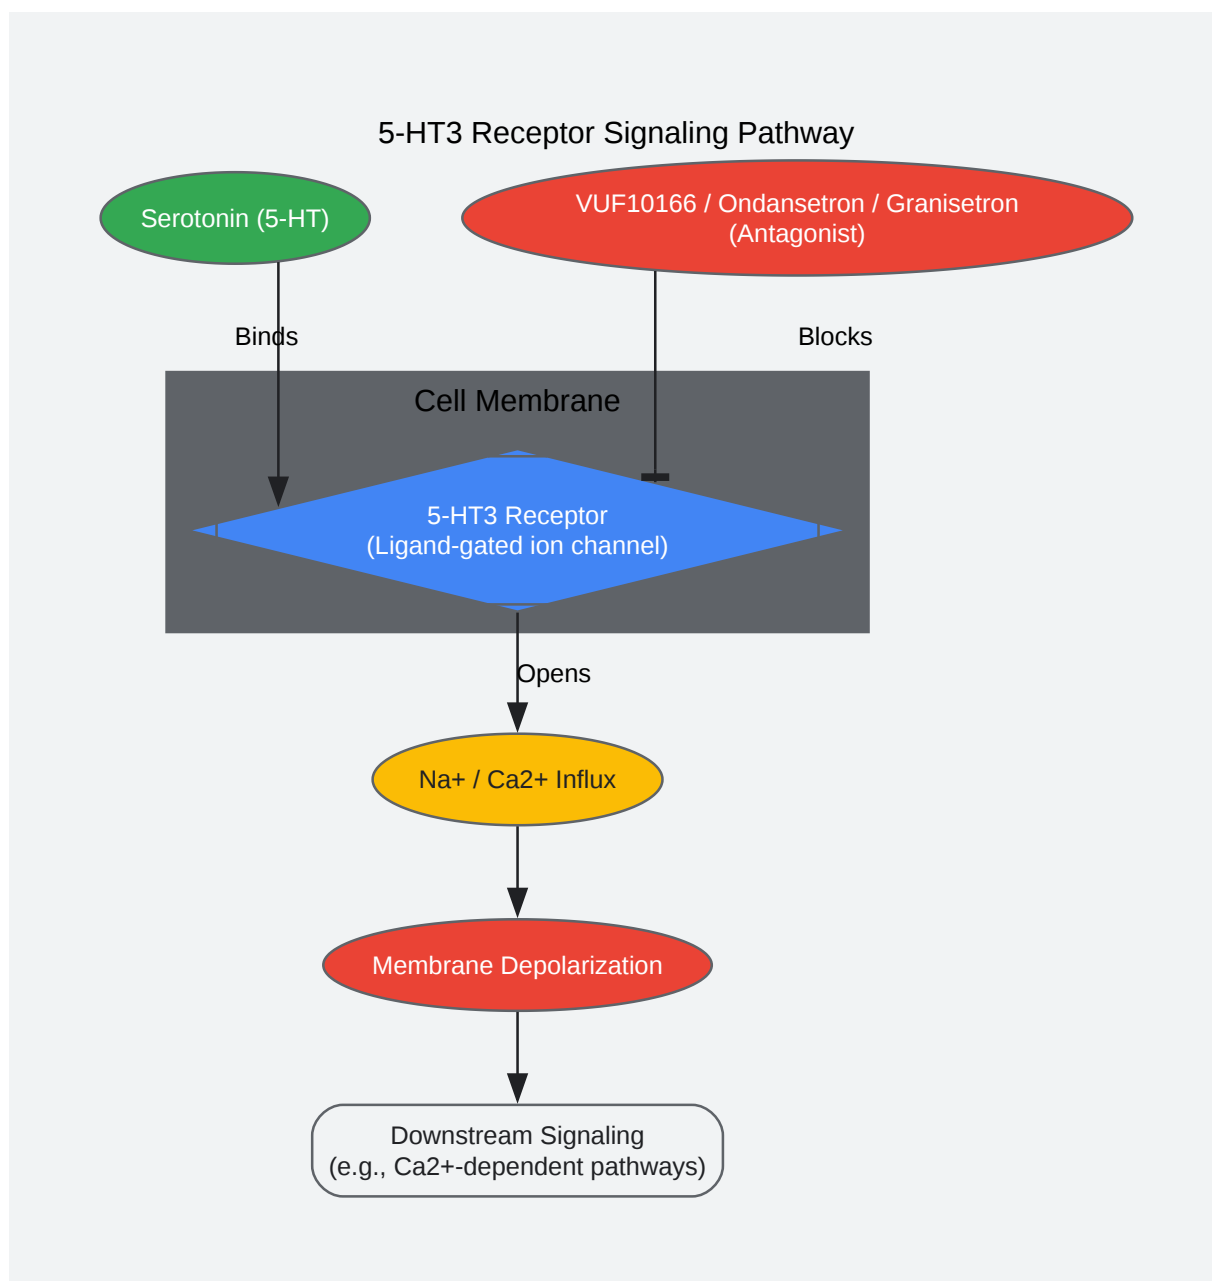 5-HT3 Receptor Signaling Pathway
Serotonin (5-HT)
VUF10166 / Ondansetron / Granisetron
(Antagonist)
Binds
Blocks
Cell Membrane
5-HT3 Receptor
(Ligand-gated ion channel)
Opens
Na+ / Ca2+ Influx
Membrane Depolarization
Downstream Signaling
(e.g., Ca2+-dependent pathways)